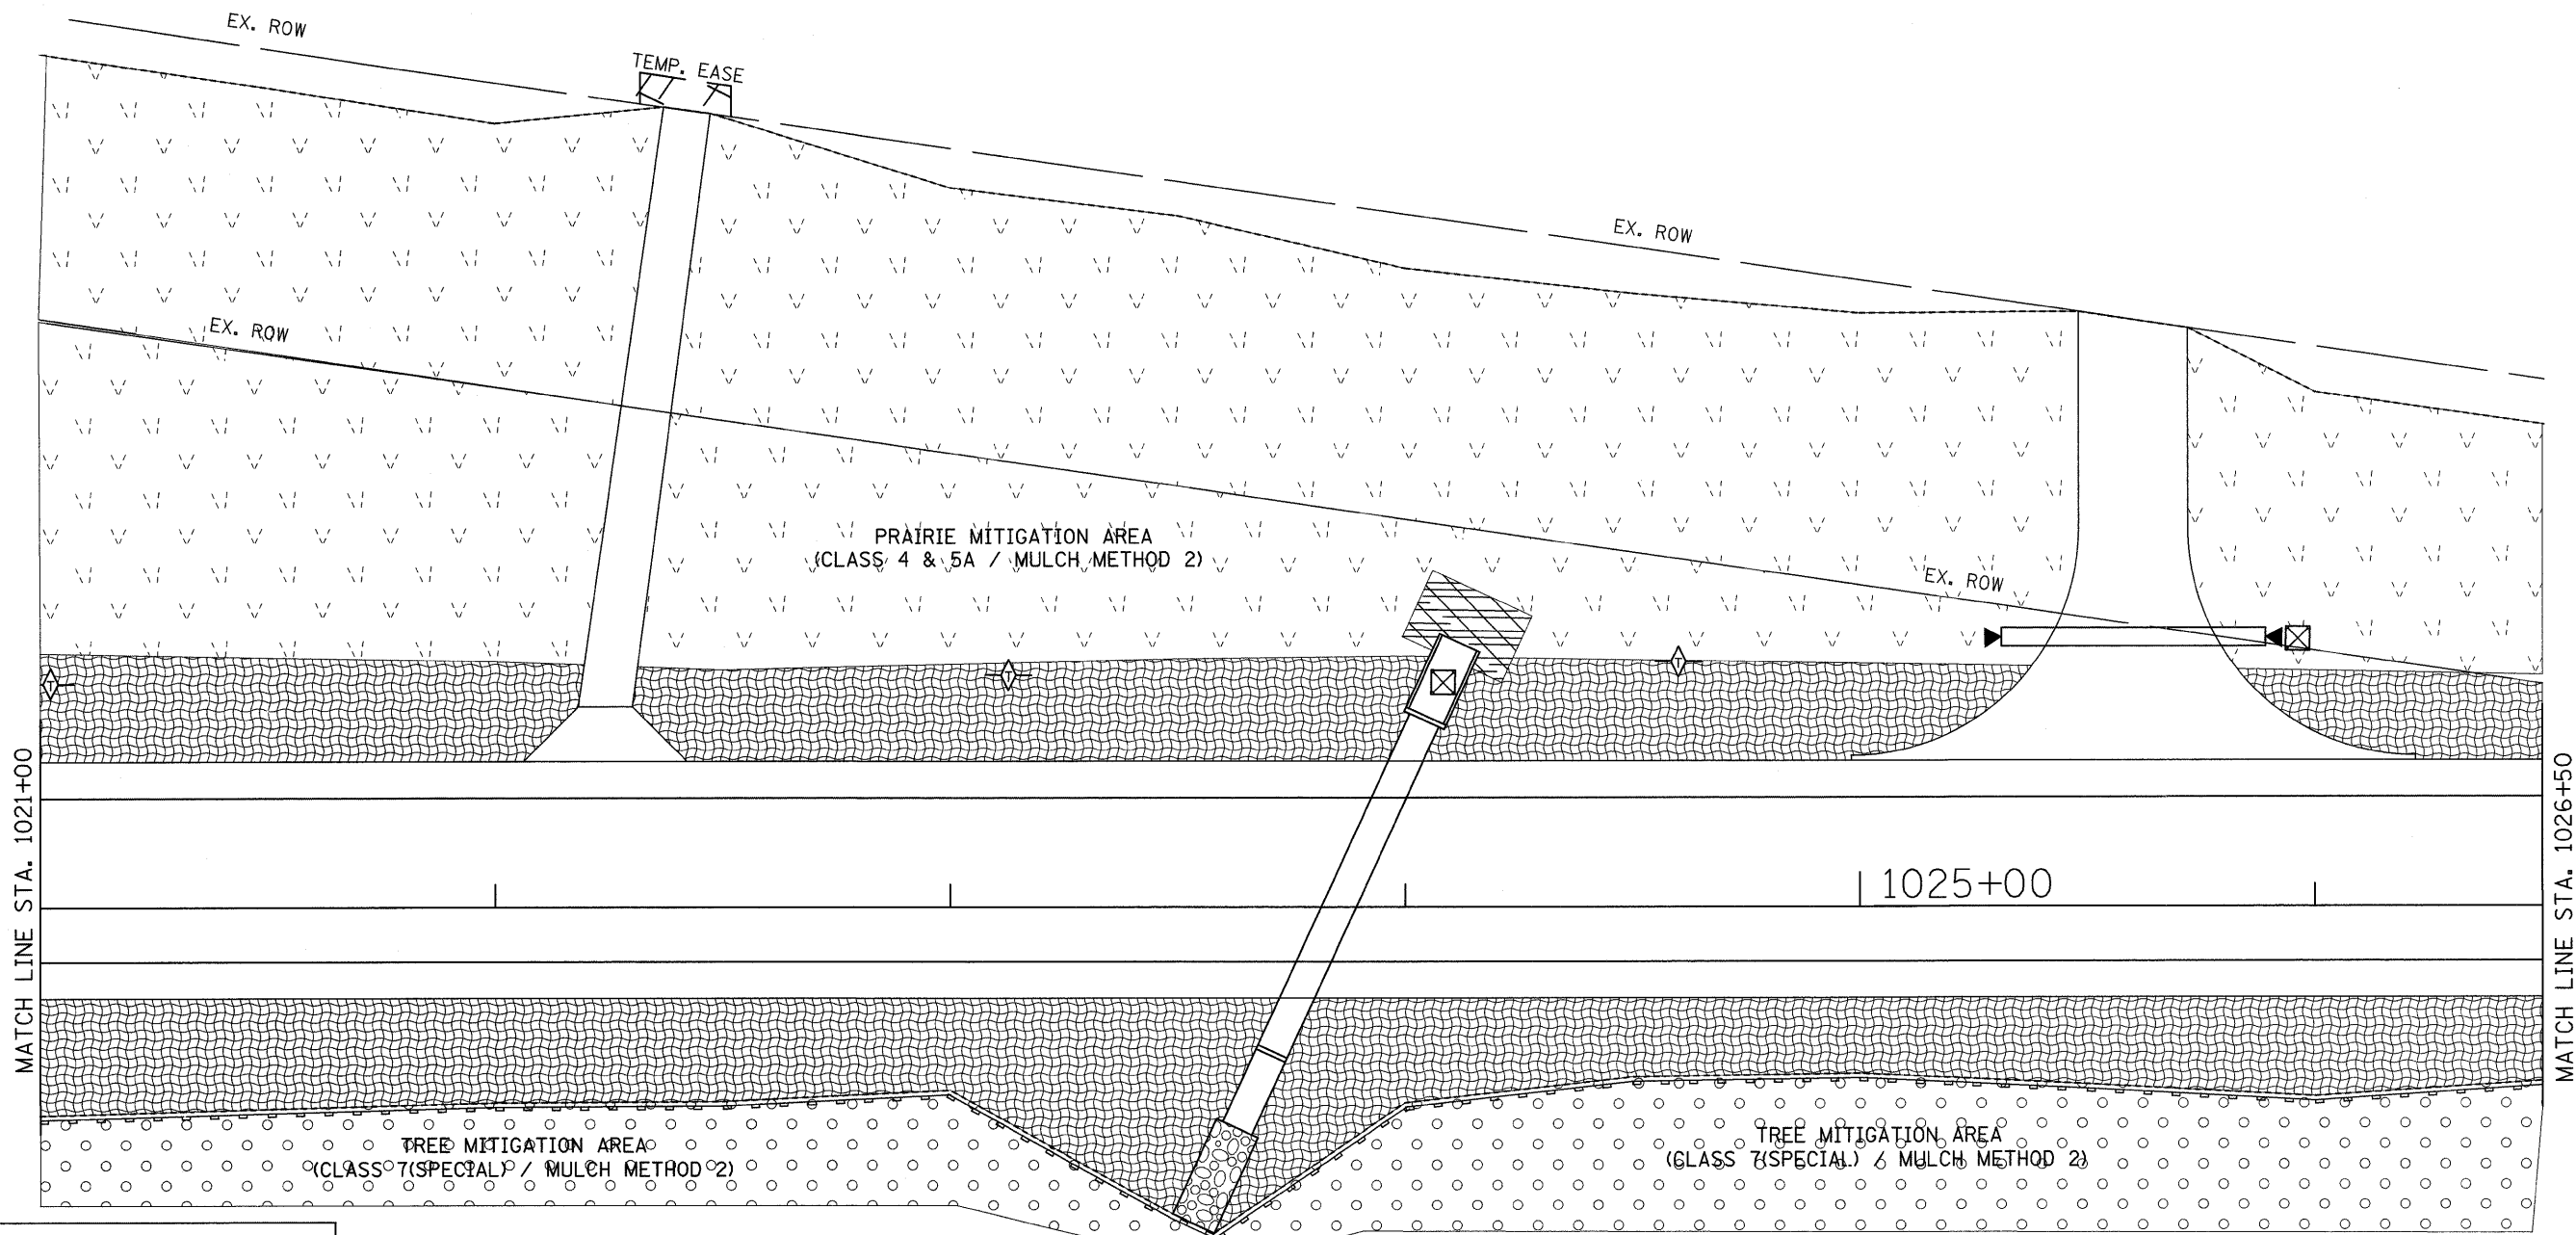 EX. ROW
TEMP. EASE
EX. ROW
EX. ROW
PRAIRIE MITIGATION AREA
(CLASS 4 & 5A / MULCH METHOD 2)
EX. ROW
T
T
T
MATCH LINE STA. 1021+00
MATCH LINE STA. 1026+50
1025+00
TREE MITIGATION AREA
(CLASS 7(SPECIAL) / MULCH METHOD 2)
TREE MITIGATION AREA
(CLASS 7(SPECIAL) / MULCH METHOD 2)